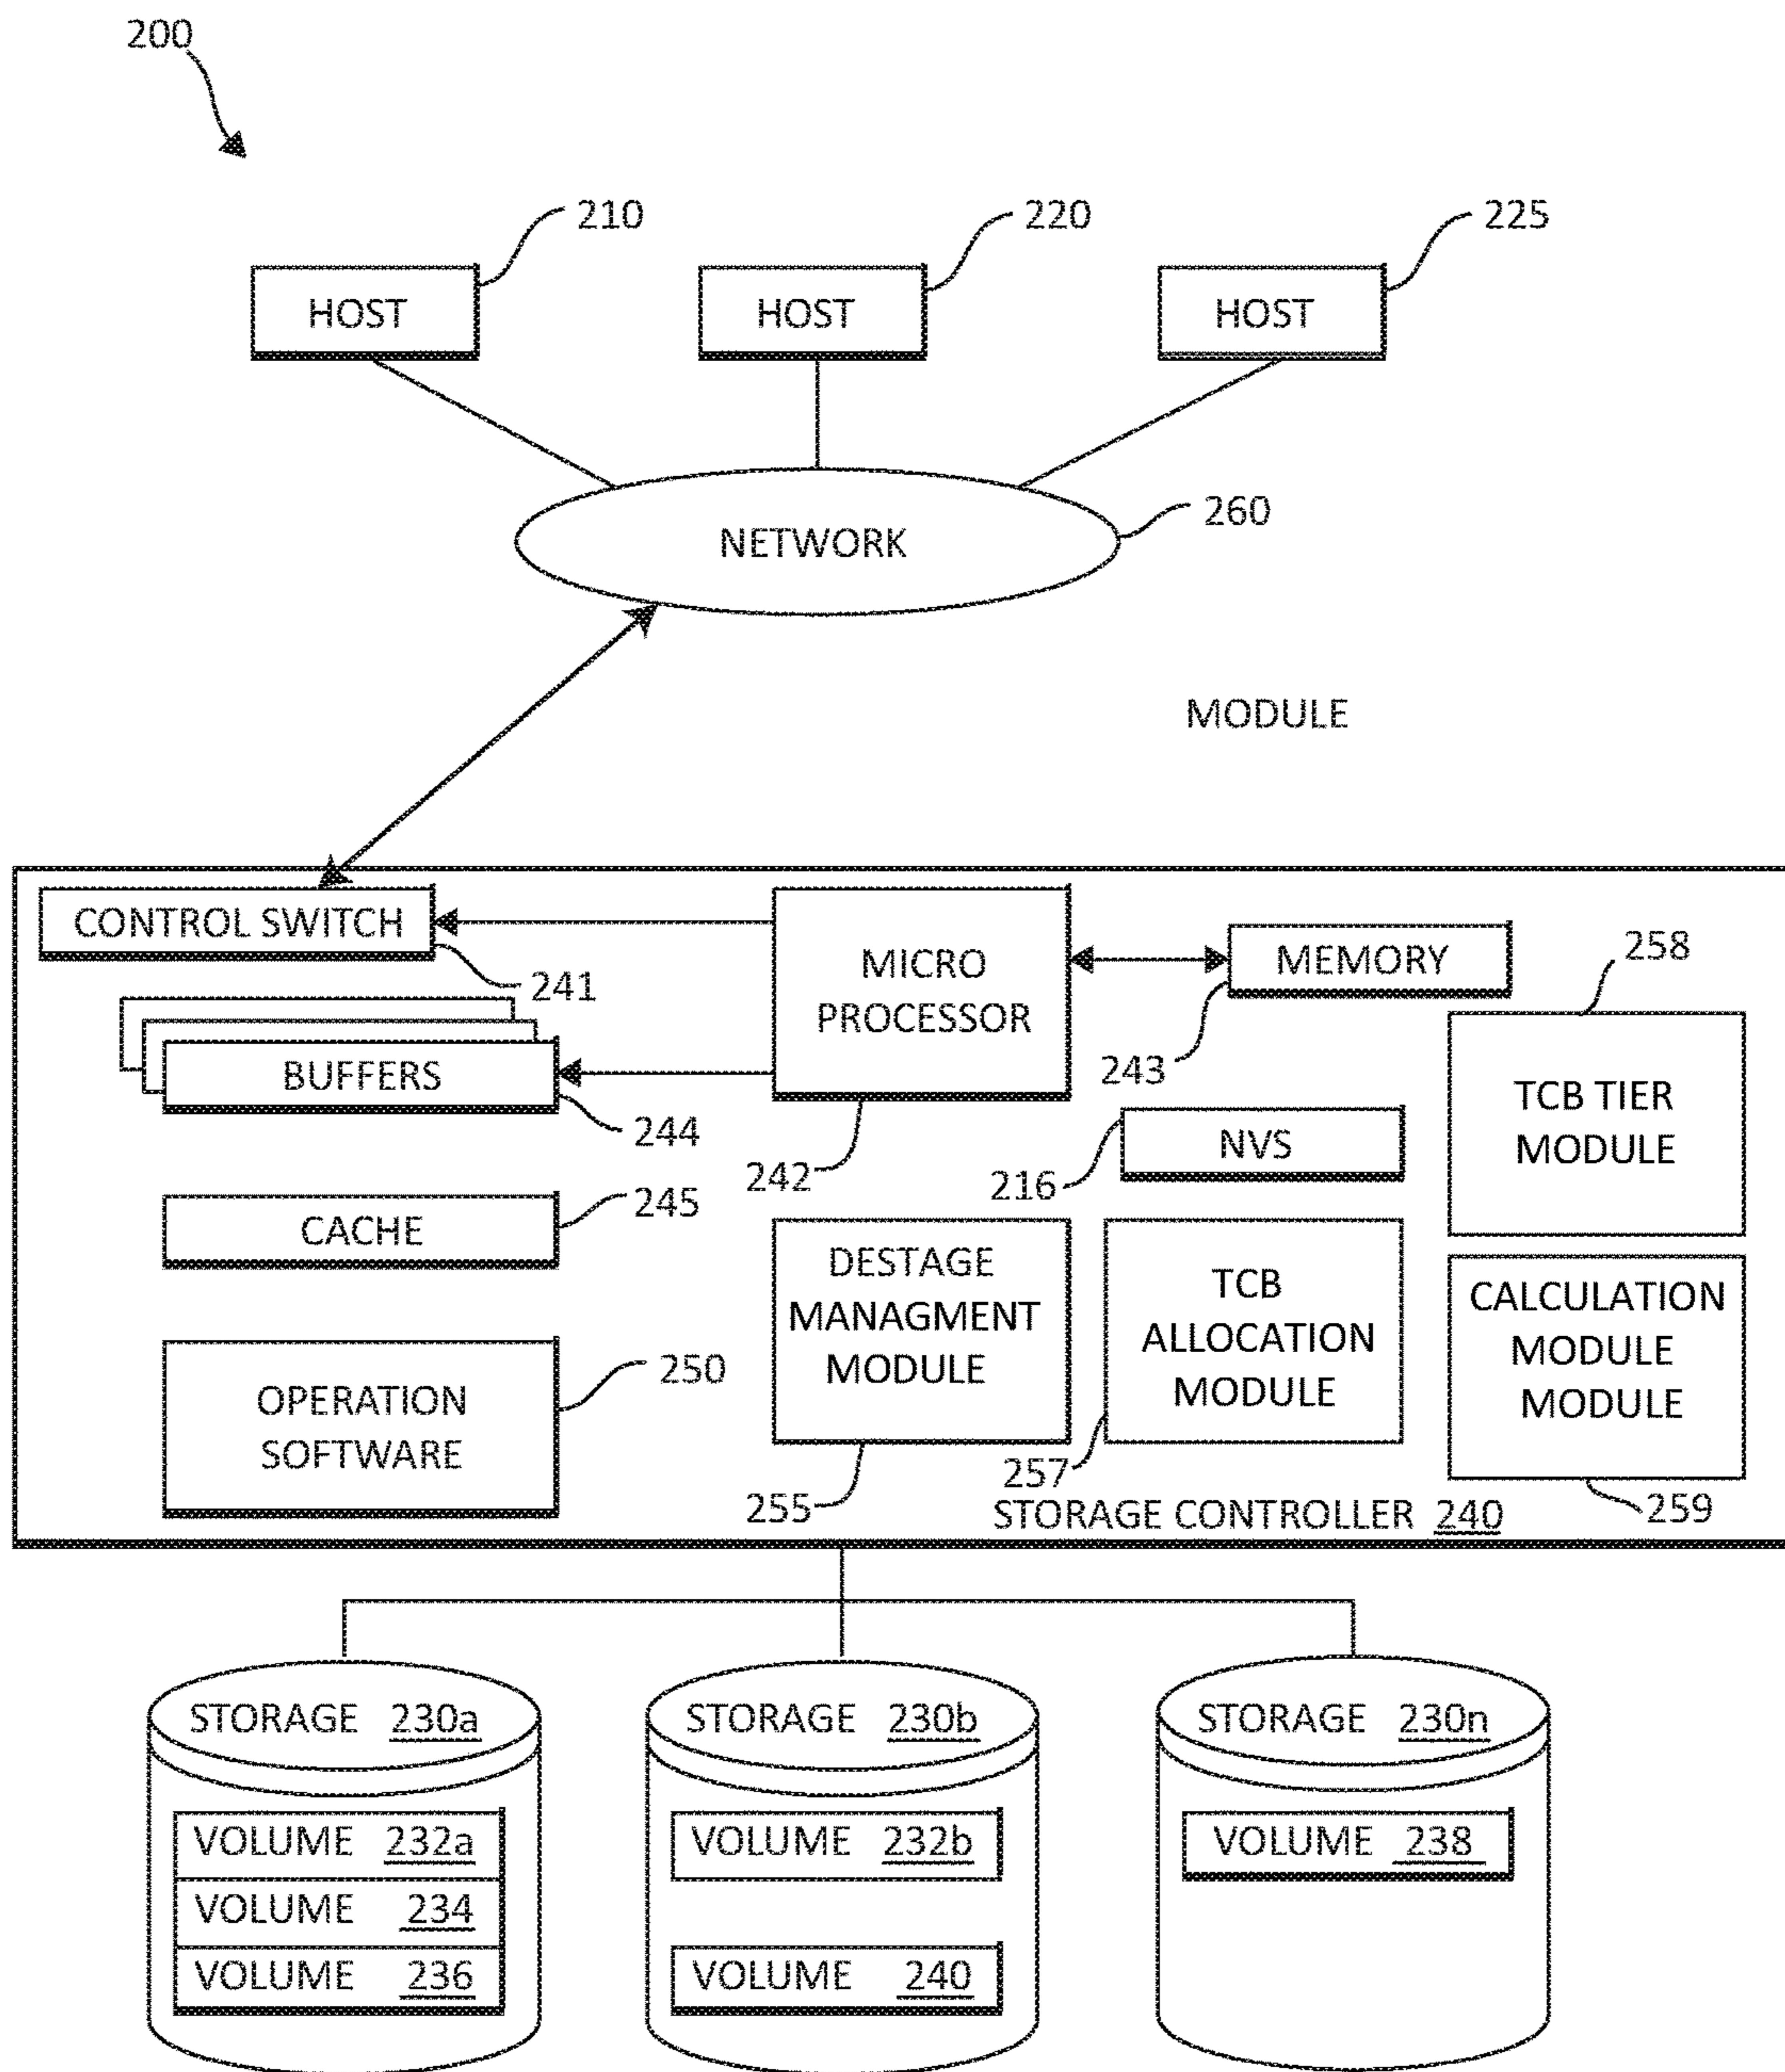 200
210
220
225
HOST
HOST
HOST
260
NETWORK
MODULE
CONTROL SWITCH
241
MICRO
PROCESSOR
242
MEMORY
243
258
BUFFERS
244
TCB TIER
MODULE
NVS
216
CACHE
245
DESTAGE
MANAGMENT
MODULE
255
TCB
ALLOCATION
MODULE
257
CALCULATION
MODULE
MODULE
259
OPERATION
SOFTWARE
250
STORAGE CONTROLLER 240
STORAGE 230a
STORAGE 230b
STORAGE 230n
VOLUME 232a
VOLUME 234
VOLUME 236
VOLUME 232b
VOLUME 240
VOLUME 238